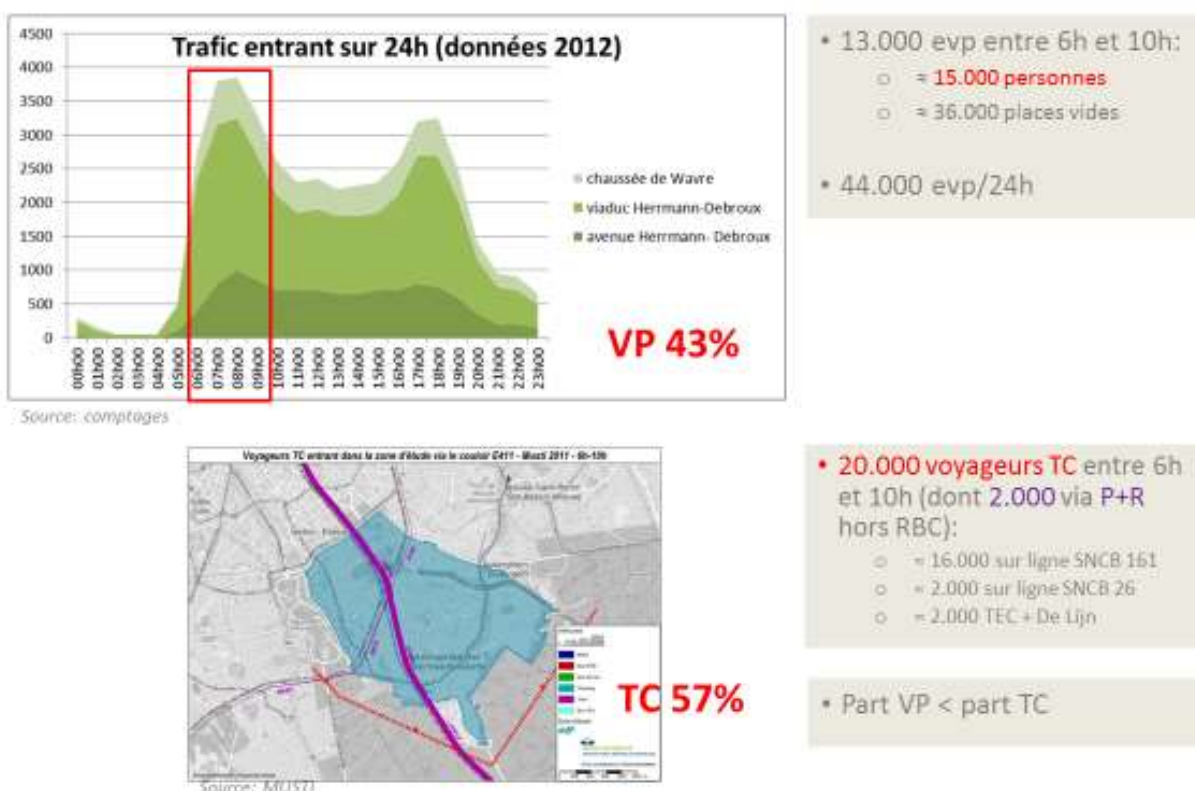 Trafic entrant sur 24h (données 2012)
4500
4000
3500
3000
2500
2000
1500
1000
500
0
00h00
01h00
02h00
03h00
04h00
05h00
06h00
07h00
08h00
09h00
10h00
11h00
12h00
13h00
14h00
15h00
16h00
17h00
18h00
19h00
20h00
21h00
22h00
23h00
chaussée de Wavre
viaduc Herrmann-Debroux
avenue Herrmann- Debroux
VP 43%
Source: comptages
• 13.000 evp entre 6h et 10h:
o ≈ 15.000 personnes
o ≈ 36.000 places vides
• 44.000 evp/24h
Voyageurs TC entrant dans la zone d'étude via le couloir E411 - Musti 2011 - 6h-10h
TC 57%
Source: MUSTI
• 20.000 voyageurs TC entre 6h
et 10h (dont 2.000 via P+R
hors RBC):
o ≈ 16.000 sur ligne SNCB 161
o ≈ 2.000 sur ligne SNCB 26
o ≈ 2.000 TEC + De Lijn
• Part VP < part TC